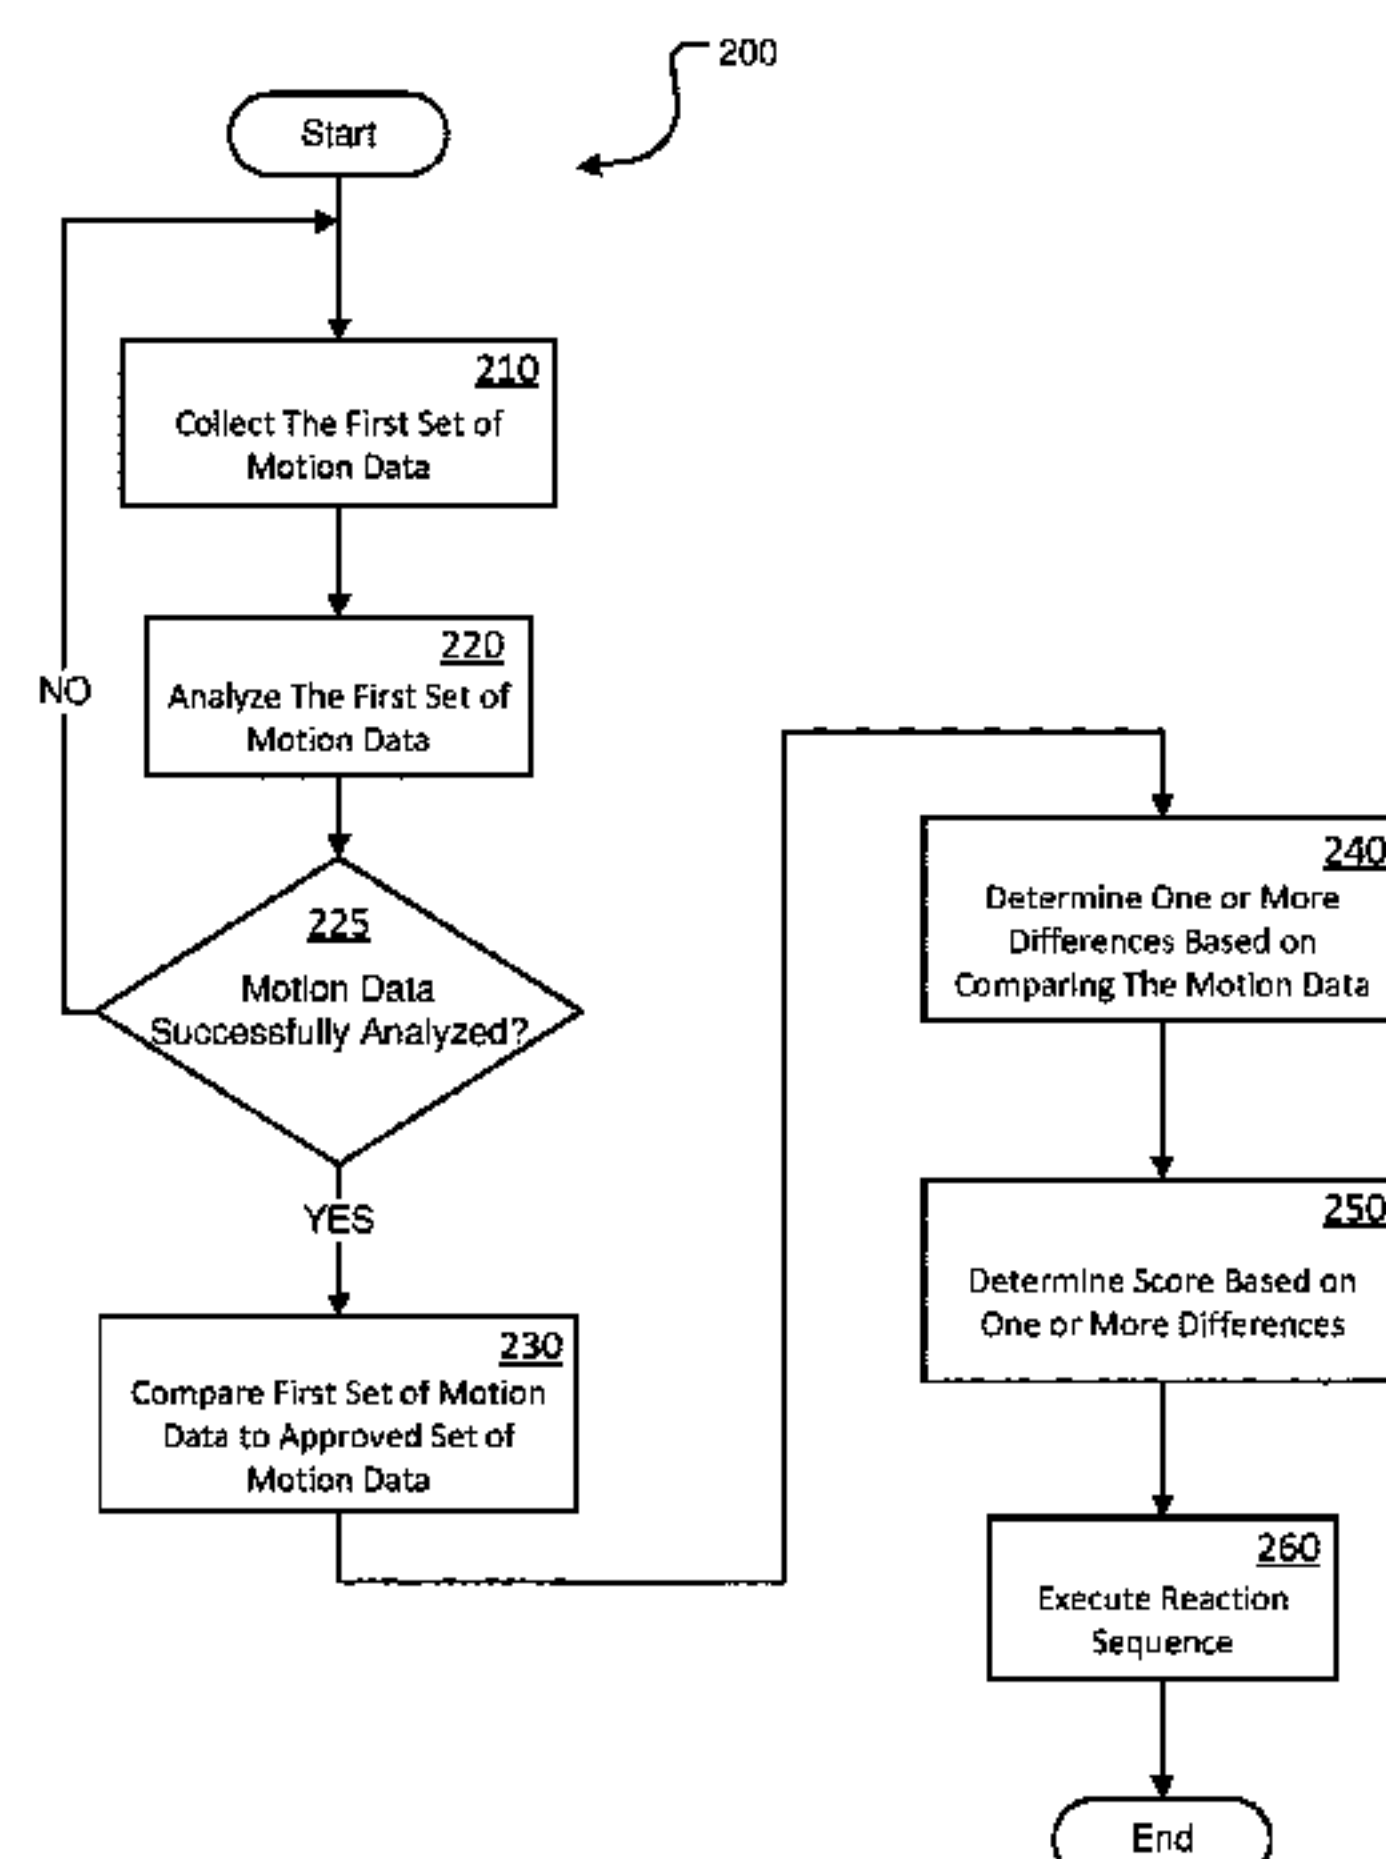 200
Start
210
Collect The First Set of
Motion Data
220
Analyze The First Set of
Motion Data
NO
225
Motion Data
Successfully Analyzed?
YES
230
Compare First Set of Motion
Data to Approved Set of
Motion Data
240
Determine One or More
Differences Based on
Comparing The Motion Data
250
Determine Score Based on
One or More Differences
260
Execute Reaction
Sequence
End